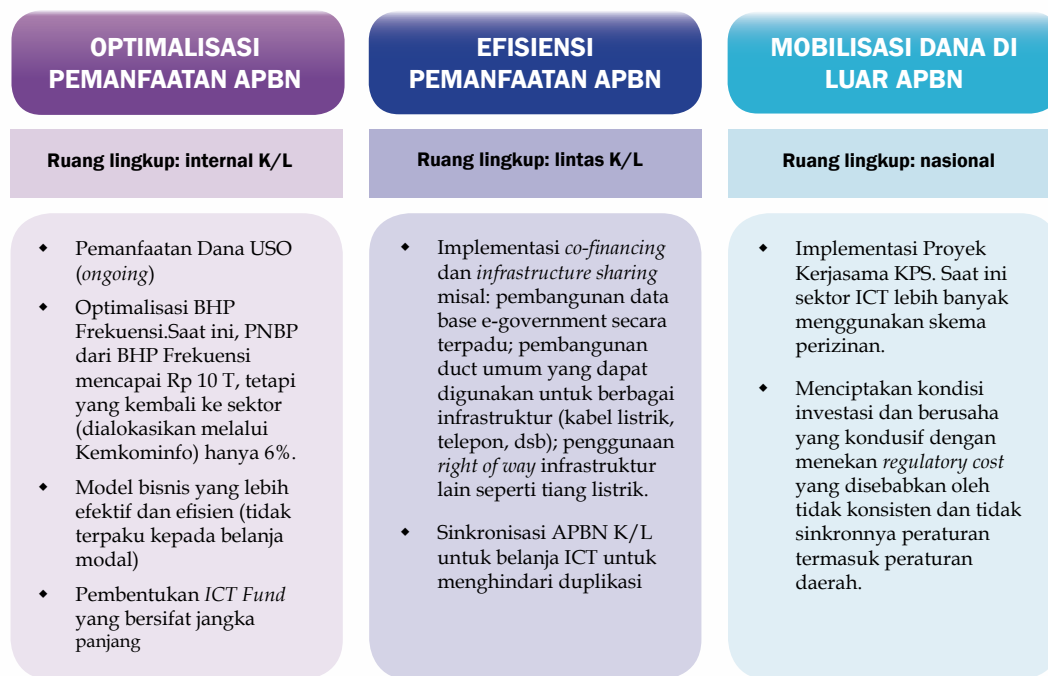 OPTIMALISASI
PEMANFAATAN APBN
Ruang lingkup: internal K/L
◆ Pemanfaatan Dana USO
(ongoing)
◆ Optimalisasi BHP
Frekuensi.Saat ini, PNBP
dari BHP Frekuensi
mencapai Rp 10 T, tetapi
yang kembali ke sektor
(dialokasikan melalui
Kemkominfo) hanya 6%.
◆ Model bisnis yang lebih
efektif dan efisien (tidak
terpaku kepada belanja
modal)
◆ Pembentukan ICT Fund
yang bersifat jangka
panjang
EFISIENSI
PEMANFAATAN APBN
Ruang lingkup: lintas K/L
◆ Implementasi co-financing
dan infrastructure sharing
misal: pembangunan data
base e-government secara
terpadu; pembangunan
duct umum yang dapat
digunakan untuk berbagai
infrastruktur (kabel listrik,
telepon, dsb); penggunaan
right of way infrastruktur
lain seperti tiang listrik.
◆ Sinkronisasi APBN K/L
untuk belanja ICT untuk
menghindari duplikasi
MOBILISASI DANA DI
LUAR APBN
Ruang lingkup: nasional
◆ Implementasi Proyek
Kerjasama KPS. Saat ini
sektor ICT lebih banyak
menggunakan skema
perizinan.
◆ Menciptakan kondisi
investasi dan berusaha
yang kondusif dengan
menekan regulatory cost
yang disebabkan oleh
tidak konsisten dan tidak
sinkronnya peraturan
termasuk peraturan
daerah.